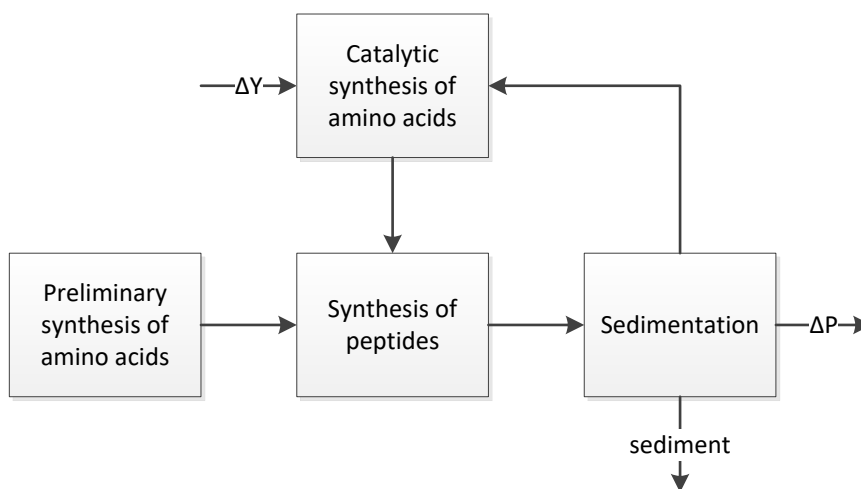 Catalytic
synthesis of
amino acids
ΔY
Preliminary
synthesis of
amino acids
Synthesis of
peptides
Sedimentation
ΔP
sediment